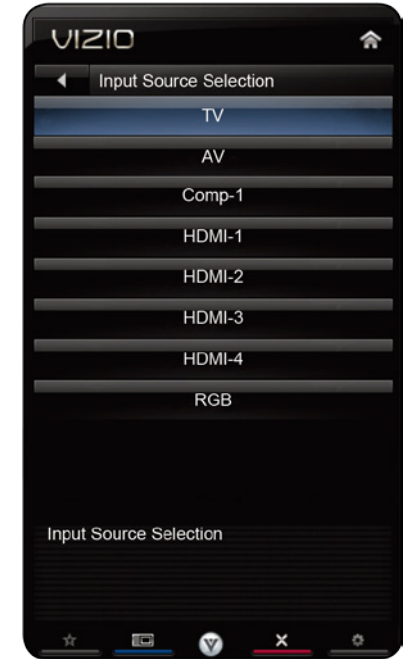 VIZIO
Input Source Selection
TV
AV
Comp-1
HDMI-1
HDMI-2
HDMI-3
HDMI-4
RGB
Input Source Selection
V